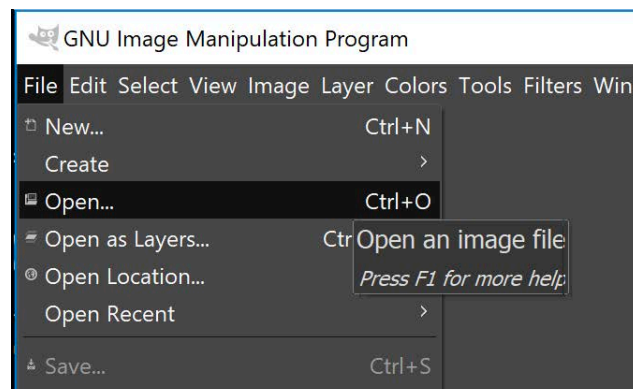 GNU Image Manipulation Program
File Edit Select View Image Layer Colors Tools Filters Win
New... Ctrl+N
Create >
Open... Ctrl+O
Open as Layers... Ctr
Open an image file
Open Location...
Press F1 for more help
Open Recent >
Save... Ctrl+S